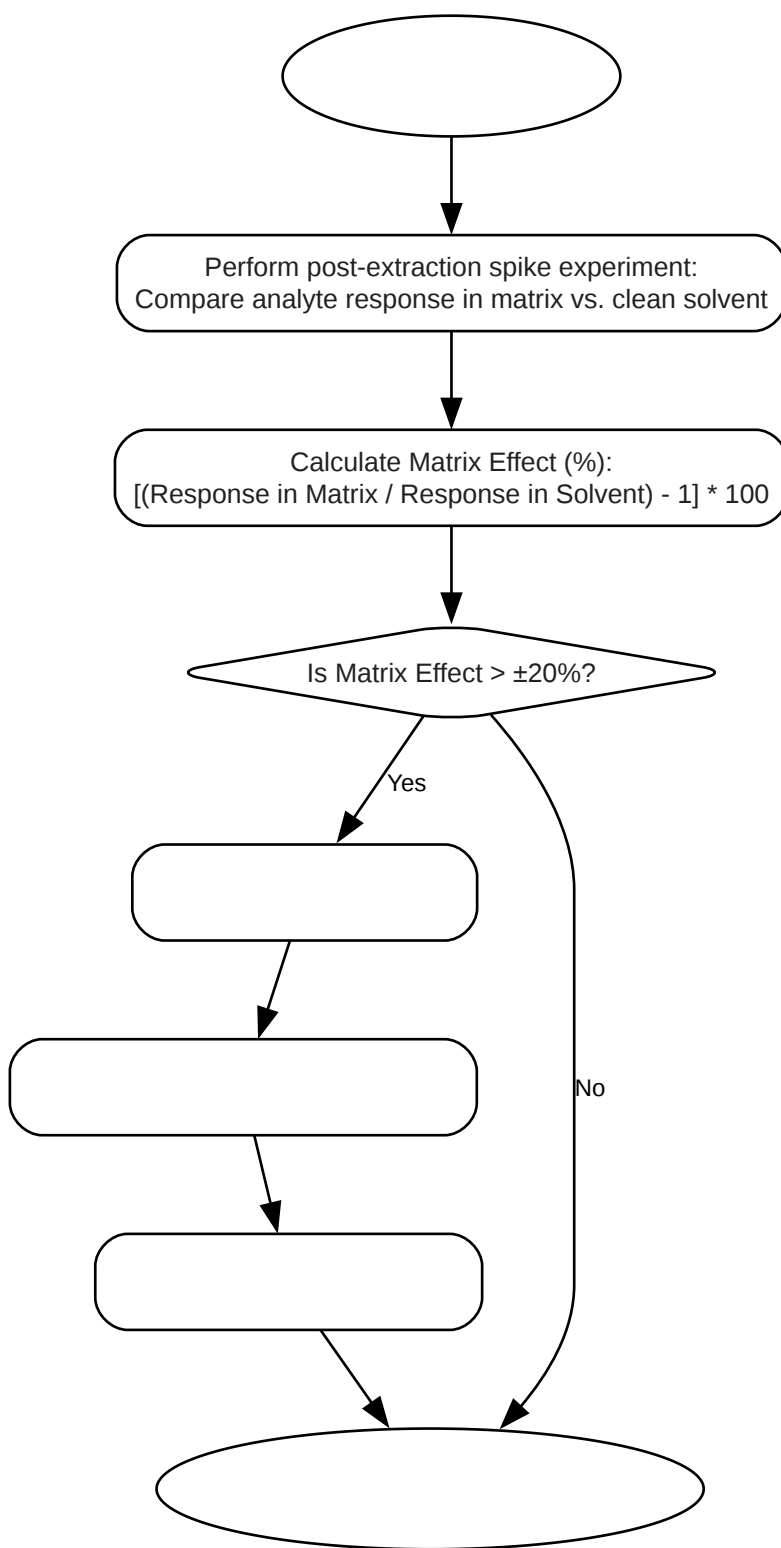 Perform post-extraction spike experiment:
Compare analyte response in matrix vs. clean solvent
Calculate Matrix Effect (%):
[(Response in Matrix / Response in Solvent) - 1] * 100
Is Matrix Effect > ±20%?
Yes
No